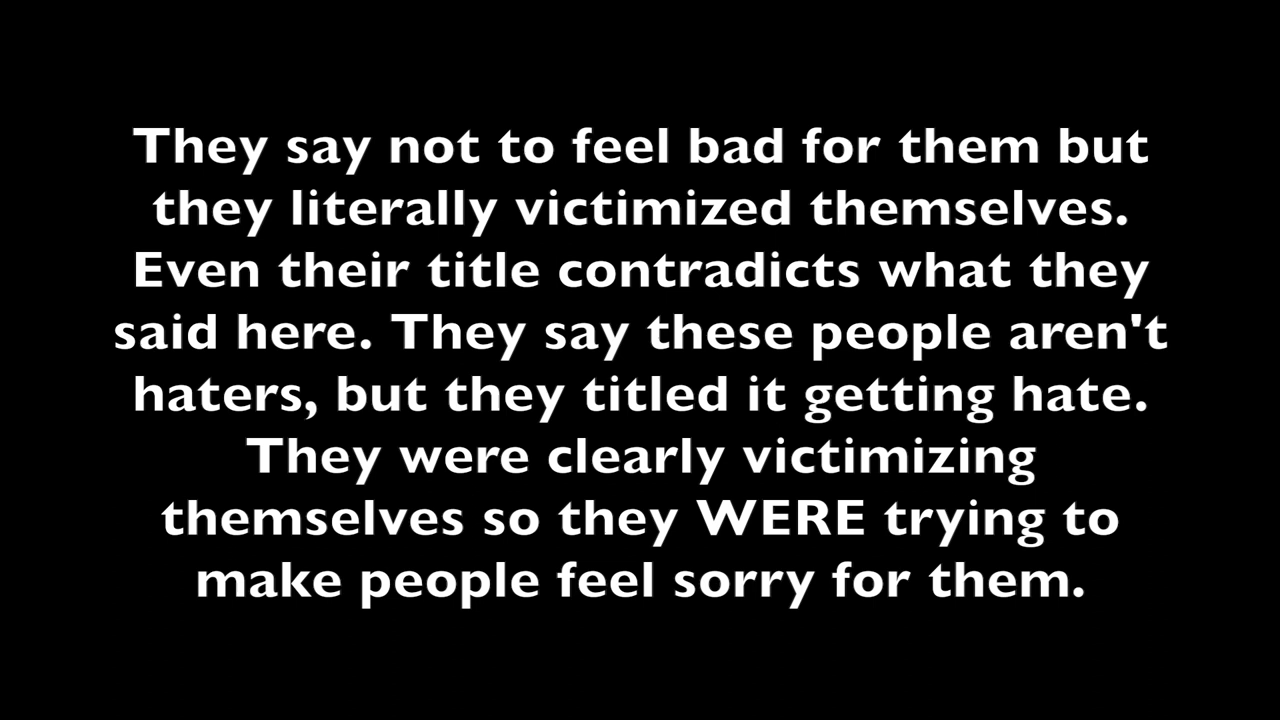 They say not to feel bad for them but
they literally victimized themselves.
Even their title contradicts what they
said here. They say these people aren't
haters, but they titled it getting hate.
They were clearly victimizing
themselves so they WERE trying to
make people feel sorry for them.